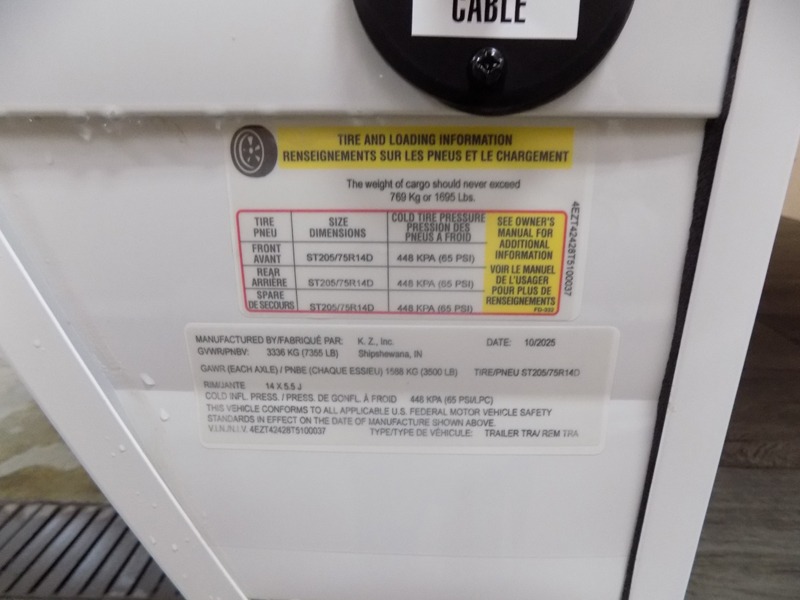 CABLE
TIRE AND LOADING INFORMATION
RENSEIGNEMENTS SUR LES PNEUS ET LE CHARGEMENT
The weight of cargo should never exceed
769 Kg or 1695 Lbs.
TIRE PNEU SIZE DIMENSIONS COLD TIRE PRESSURE PRESSION DES PNEUS À FROID
FRONT AVANT ST205/75R14D 448 KPA (65 PSI)
REAR ARRIÈRE ST205/75R14D 448 KPA (65 PSI)
SPARE DE SECOURS ST205/75R14D 448 KPA (65 PSI)
SEE OWNER'S
MANUAL FOR
ADDITIONAL
INFORMATION
VOIR LE MANUEL
DE L'USAGER
POUR PLUS DE
RENSEIGNEMENTS
4EZT42428T5100037
MANUFACTURED BY/FABRIQUÉ PAR: K. Z., Inc. DATE: 10/2025
GVWR/PNBV: 3336 KG (7355 LB) Shipshewana, IN
GAWR (EACH AXLE) / PNBE (CHAQUE ESSIEU) 1588 KG (3500 LB) TIRE/PNEU ST205/75R14D
RIM/JANTE 14 X 5.5 J
COLD INFL. PRESS. / PRESS. DE GONFL. À FROID 448 KPA (65 PSI/LPC)
THIS VEHICLE CONFORMS TO ALL APPLICABLE U.S. FEDERAL MOTOR VEHICLE SAFETY
STANDARDS IN EFFECT ON THE DATE OF MANUFACTURE SHOWN ABOVE.
V.I.N./N.I.V. 4EZT42428T5100037 TYPE/TYPE DE VÉHICULE: TRAILER TRA/ REM TRA